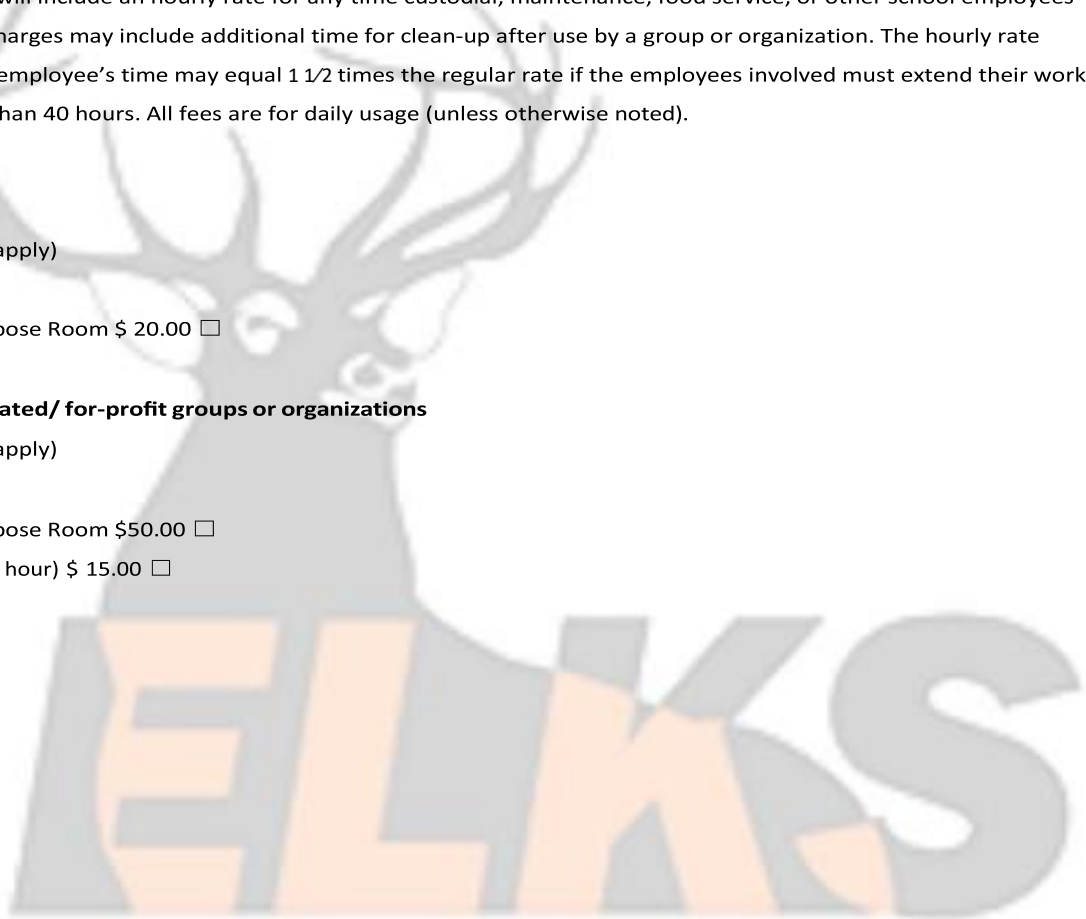 will include an hourly rate for any time custodial, maintenance, food service, or other school employees
harges may include additional time for clean-up after use by a group or organization. The hourly rate
employee’s time may equal 1 1⁄2 times the regular rate if the employees involved must extend their work
han 40 hours. All fees are for daily usage (unless otherwise noted).
apply)
pose Room $ 20.00 ☐
ated/ for-profit groups or organizations
apply)
pose Room $50.00 ☐
hour) $ 15.00 ☐
ELKS